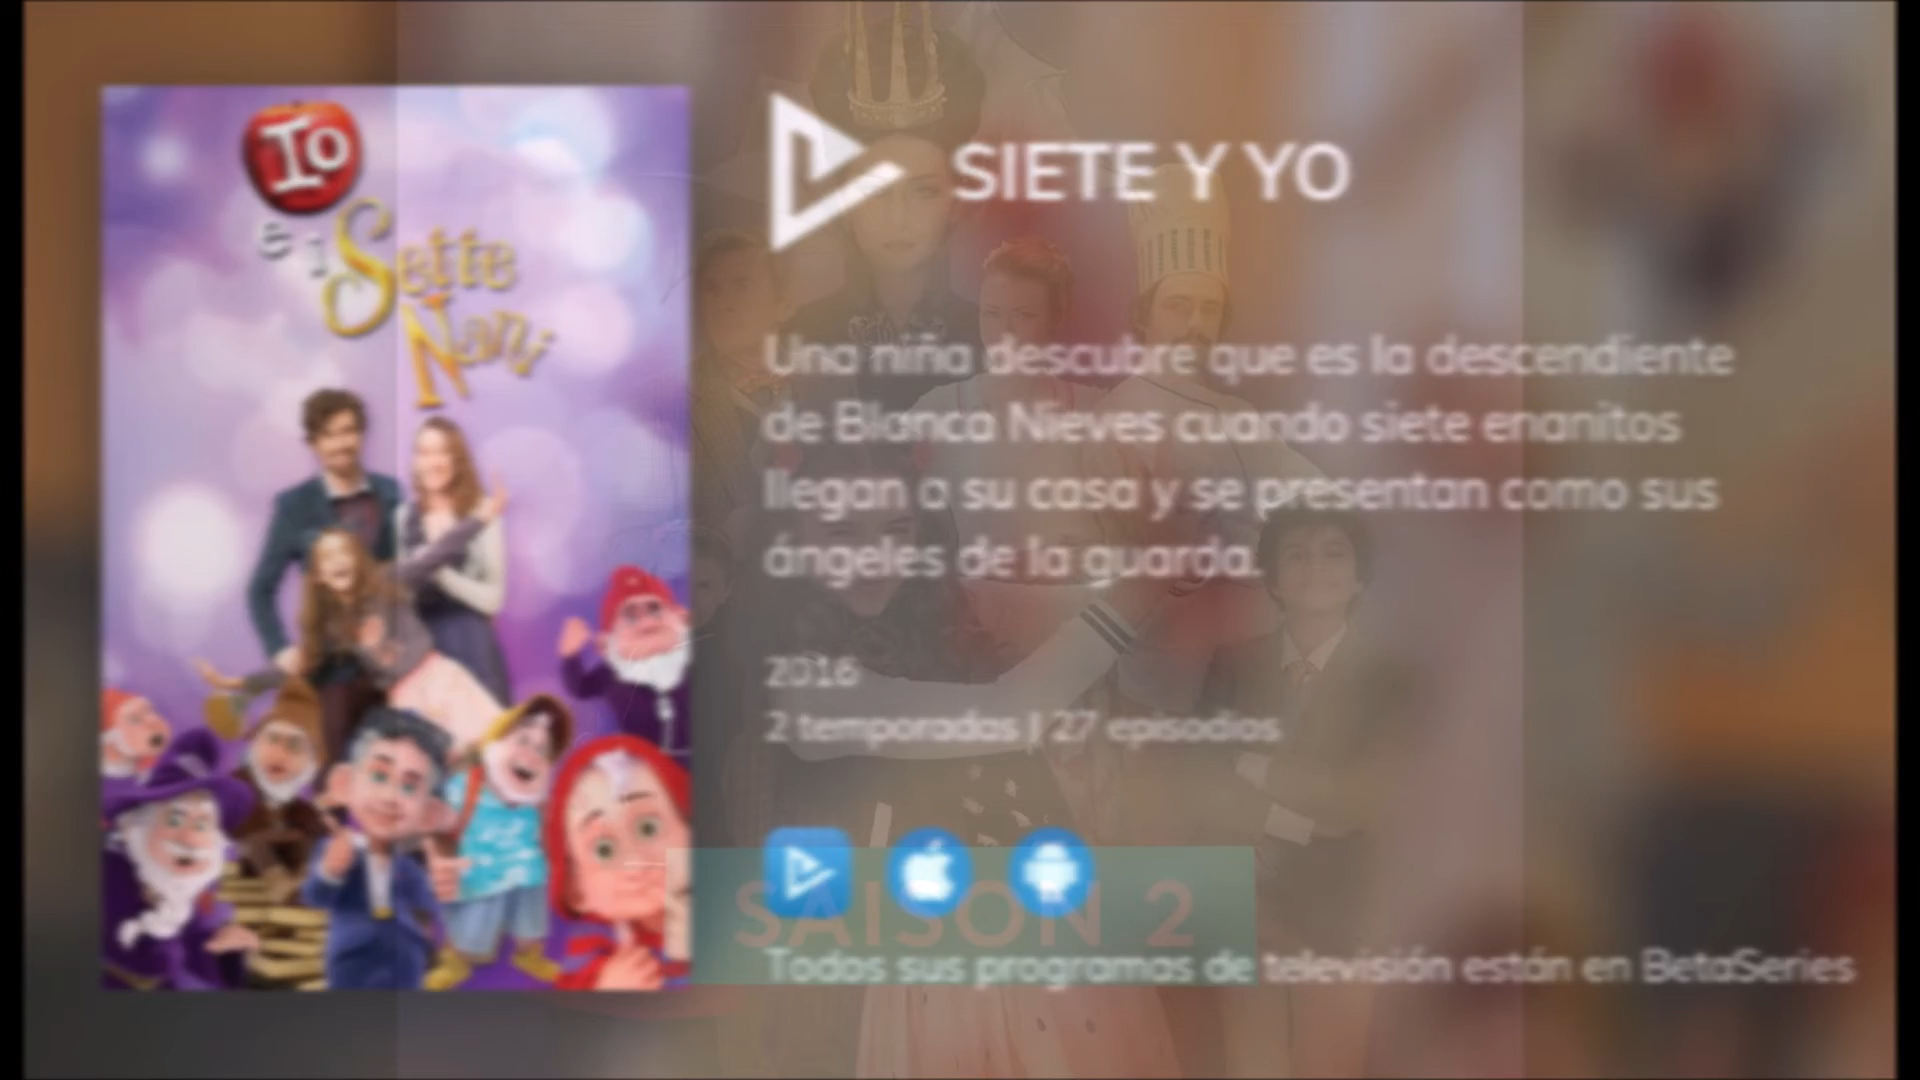 Io
e i Sette
Nani
SIETE Y YO
Una niña descubre que es la descendiente
de Blanca Nieves cuando siete enanitos
llegan a su casa y se presentan como sus
ángeles de la guarda.
2016
2 temporadas | 27 episodios
SAISON 2
Todos sus programas de televisión están en BetaSeries